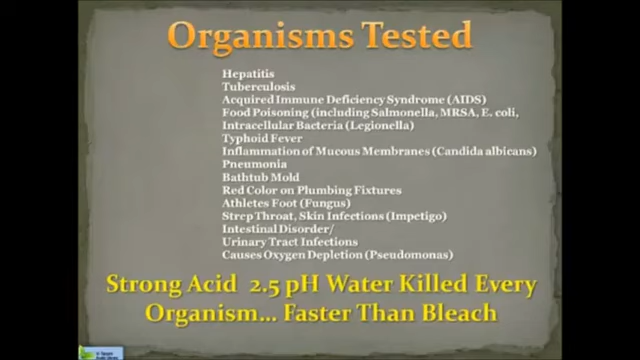 Organisms Tested
Hepatitis
Tuberculosis
Acquired Immune Deficiency Syndrome (AIDS)
Food Poisoning (including Salmonella, MRSA, E. coli,
Intracellular Bacteria (Legionella)
Typhoid Fever
Inflammation of Mucous Membranes (Candida albicans)
Pneumonia
Bathtub Mold
Red Color on Plumbing Fixtures
Athletes Foot (Fungus)
Strep Throat, Skin Infections (Impetigo)
Intestinal Disorder/
Urinary Tract Infections
Causes Oxygen Depletion (Pseudomonas)
Strong Acid 2.5 pH Water Killed Every
Organism... Faster Than Bleach